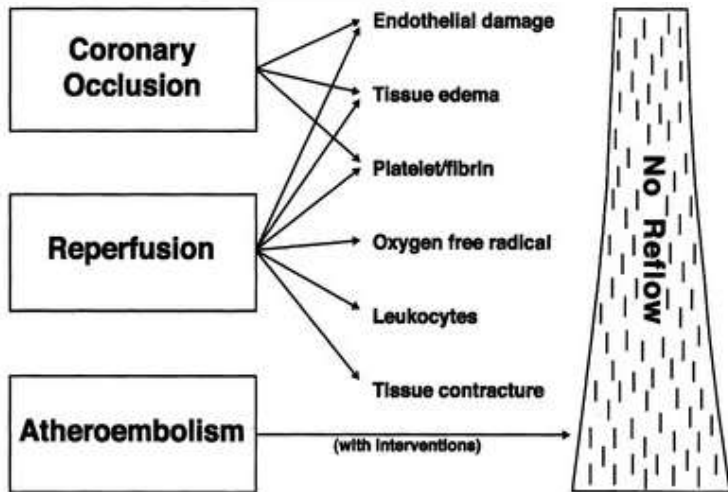 Coronary
Occlusion
Reperfusion
Atheroembolism
Endothelial damage
Tissue edema
Platelet/fibrin
Oxygen free radical
Leukocytes
Tissue contracture
(with interventions)
No Reflow